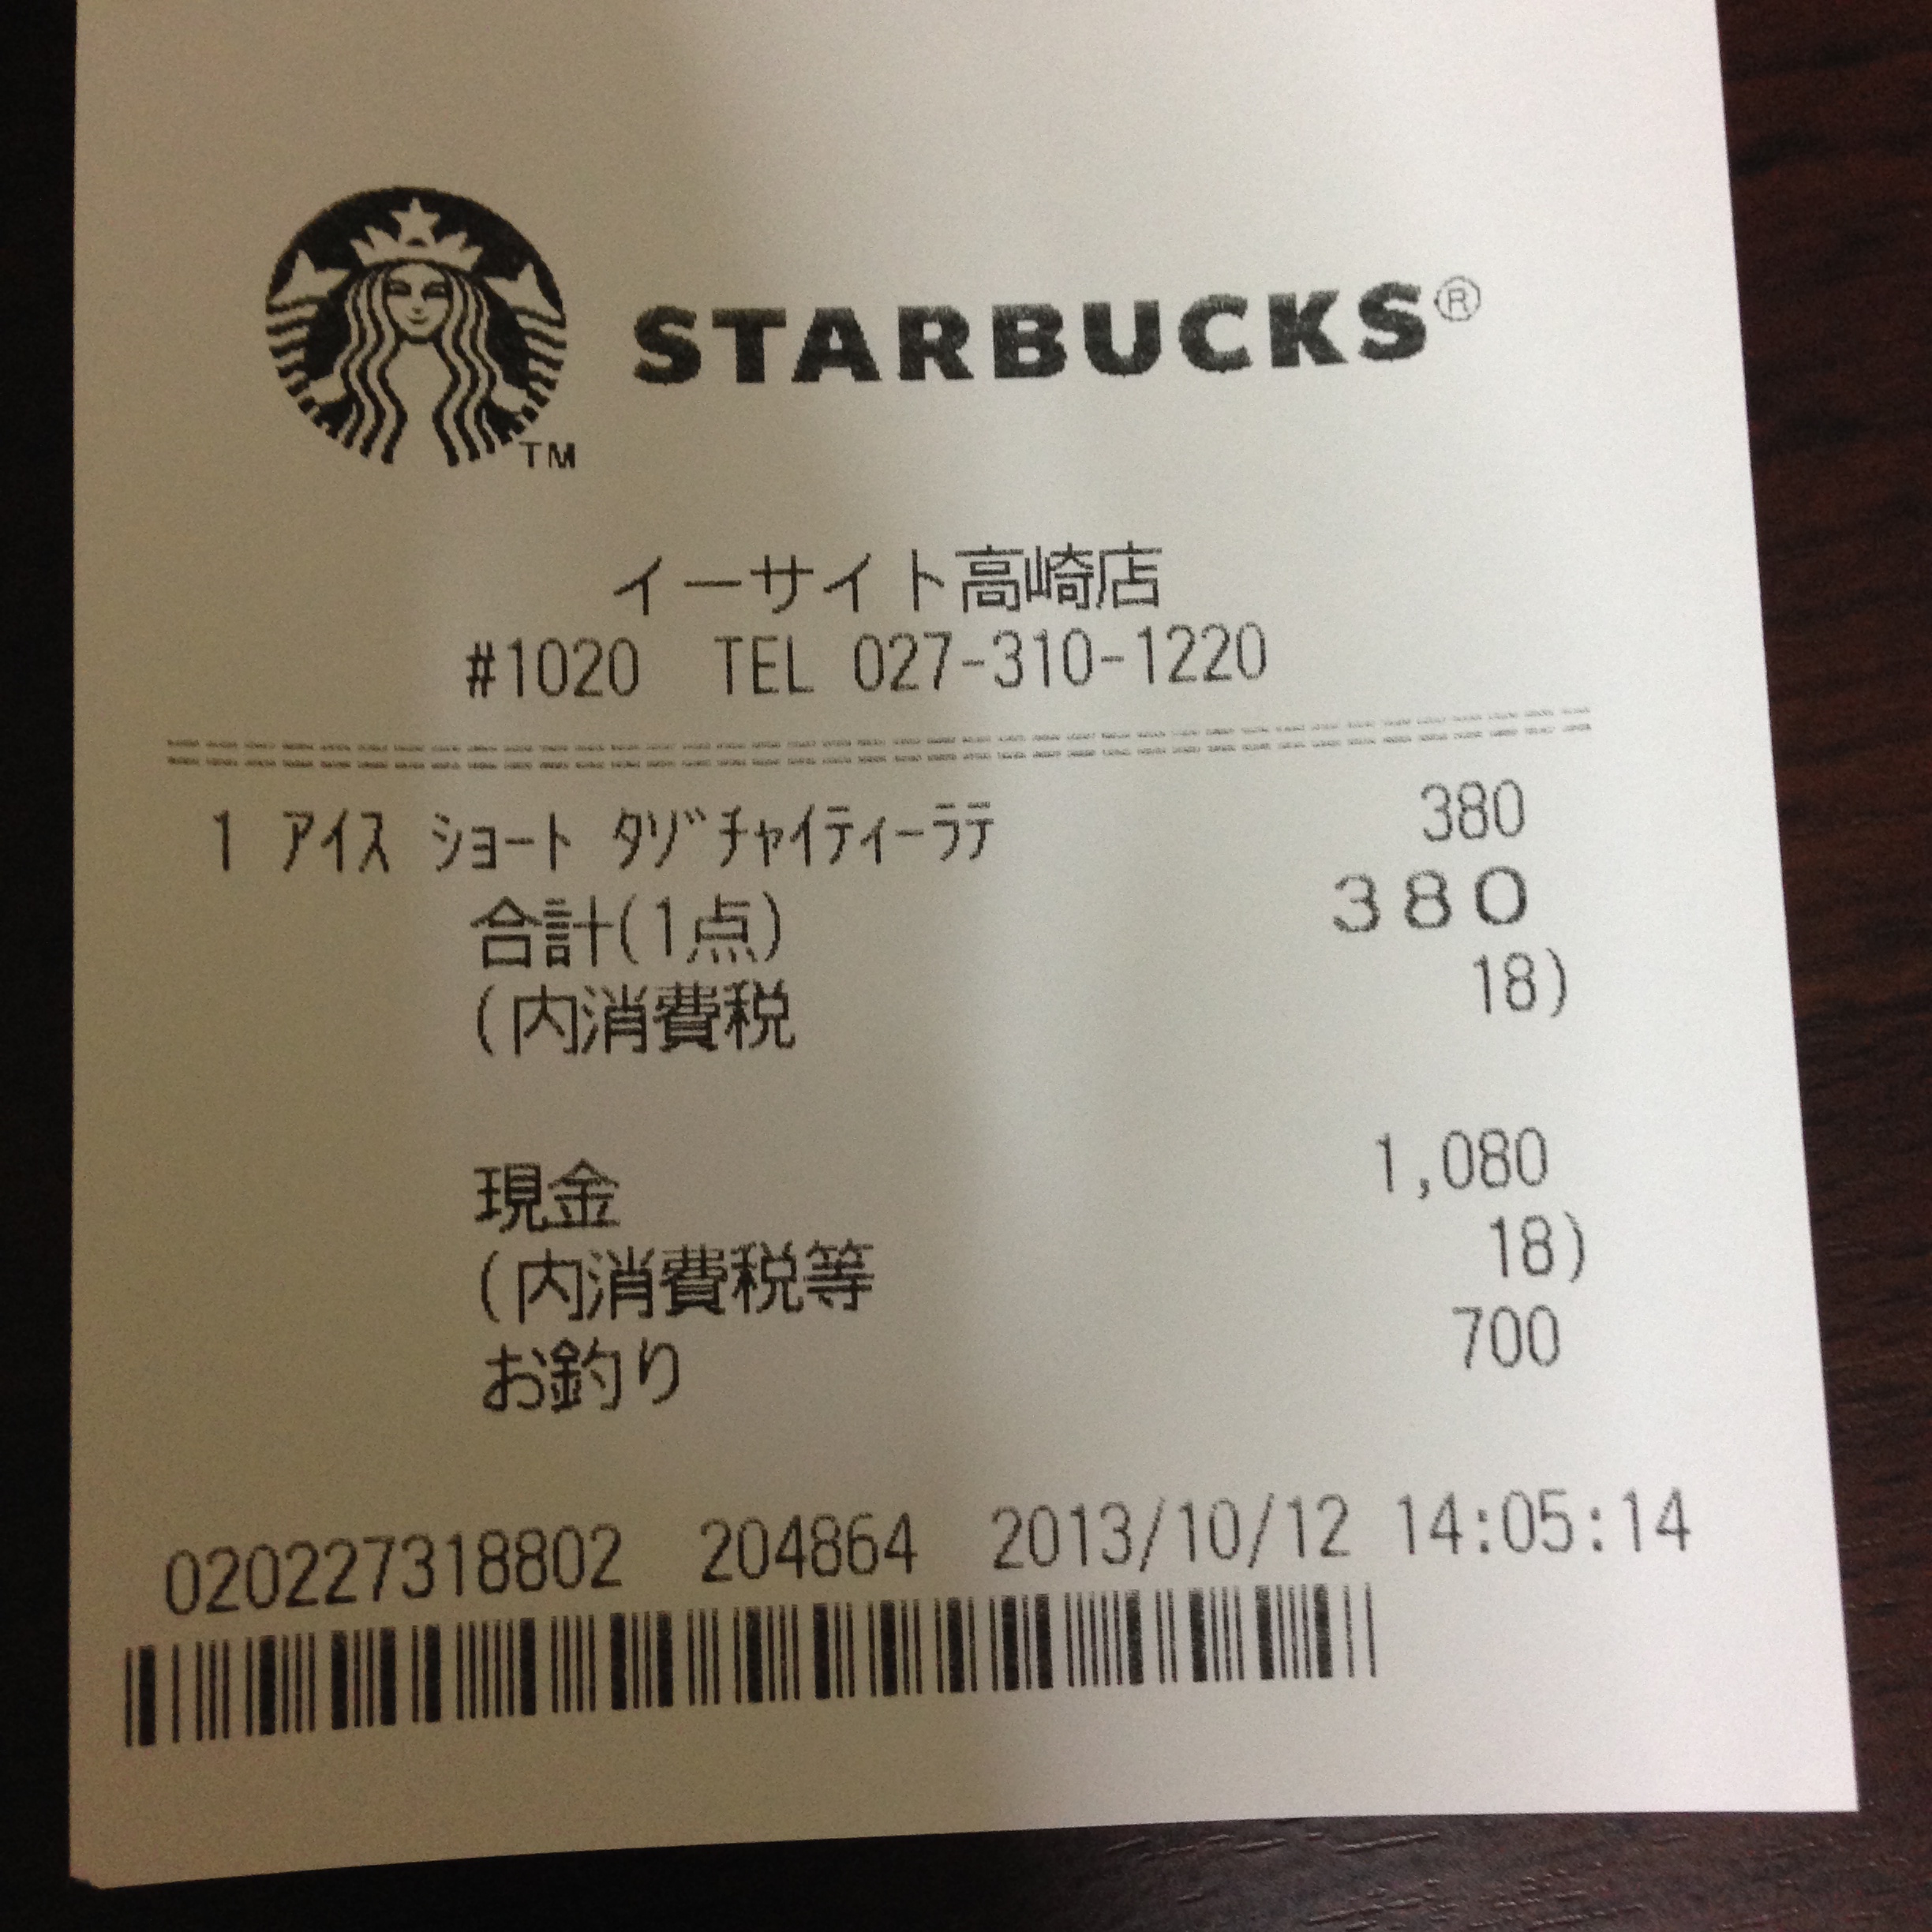 TM
STARBUCKS®
イーサイト高崎店
#1020 TEL 027-310-1220
1 ｱｲｽ ｼｮｰﾄ ﾀｿﾞﾁｬｲﾃｨｰﾗﾃ 380
合計(1点) 380
(内消費税 18)
現金 1,080
(内消費税等 18)
お釣り 700
020227318802 204864 2013/10/12 14:05:14